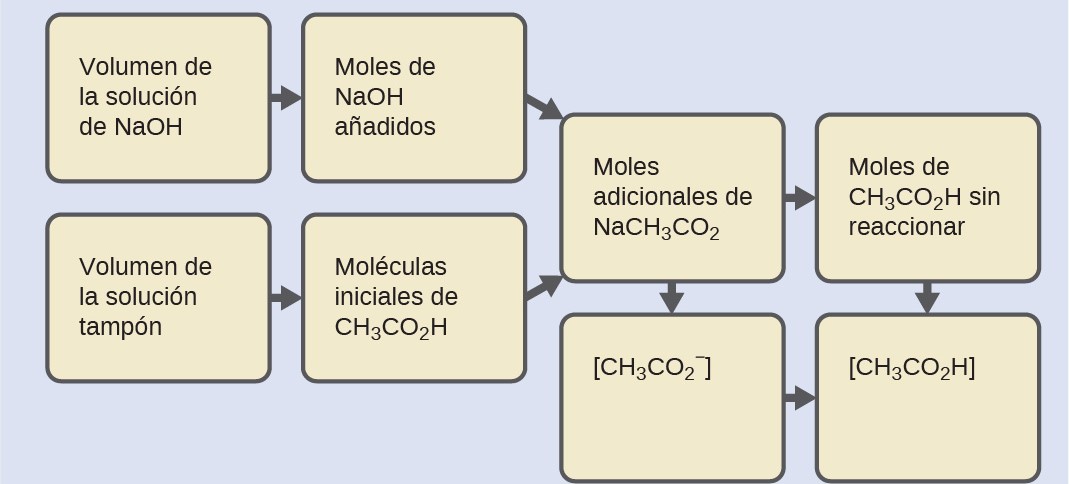 Volumen de
la solución
de NaOH
Moles de
NaOH
añadidos
Volumen de
la solución
tampón
Moléculas
iniciales de
CH₃CO₂H
Moles
adicionales de
NaCH₃CO₂
Moles de
CH₃CO₂H sin
reaccionar
[CH₃CO₂⁻]
[CH₃CO₂H]